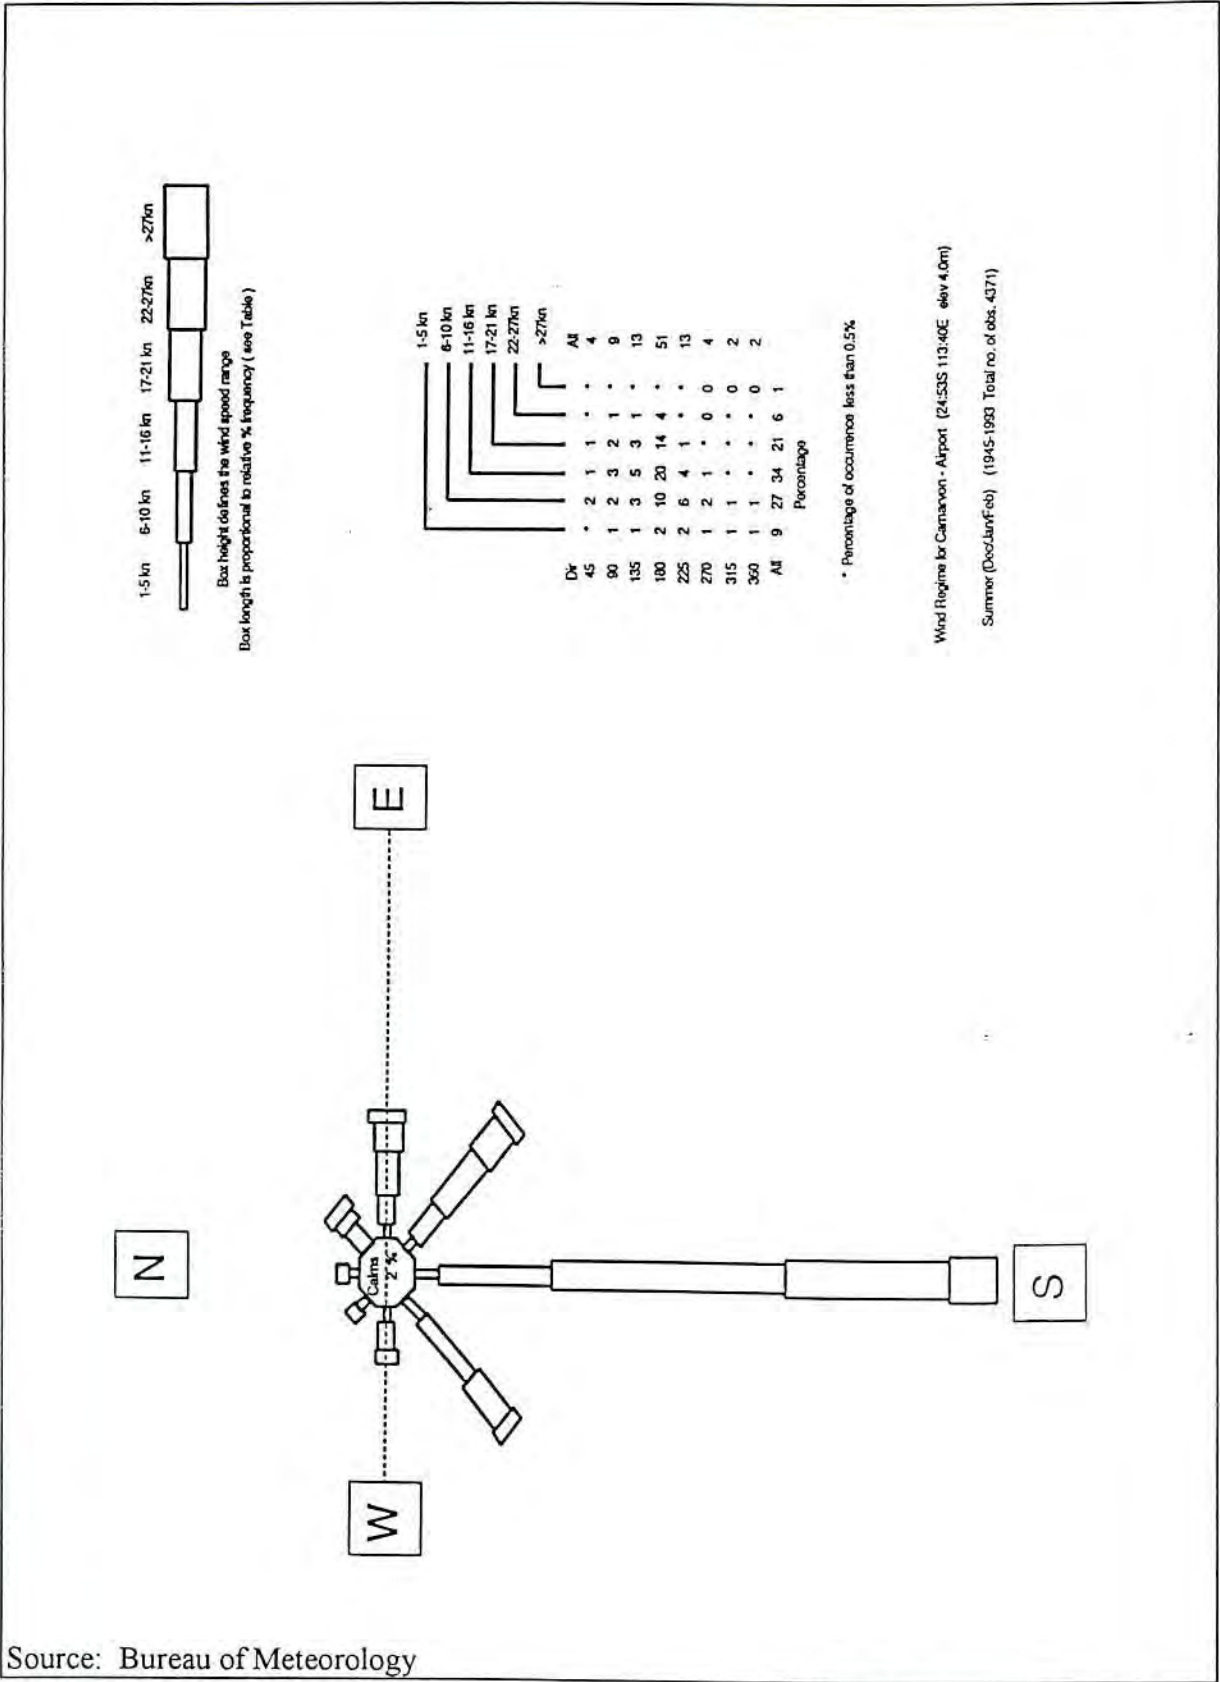 1-5 kn 6-10 kn 11-16 kn 17-21 kn 22-27kn >27kn
Box height defines the wind speed range
Box length is proportional to relative % frequency ( see Table )
N
W
E
S
Calms
2 %
1-5 kn
6-10 kn
11-16 kn
17-21 kn
22-27kn
>27kn
Dir All
45 * 2 1 1 * * 4
90 1 2 3 2 1 * 9
135 1 3 5 3 1 * 13
180 2 10 20 14 4 * 51
225 2 6 4 1 * * 13
270 1 2 1 * 0 0 4
315 1 1 * * * 0 2
360 1 1 * * * 0 2
All 9 27 34 21 6 1
Percentage
* Percentage of occurrence less than 0.5%
Wind Regime for Carnarvon - Airport (24:53S 113:40E elev 4.0m)
Summer (Dec/Jan/Feb) (1945-1993 Total no. of obs. 4371)
Source: Bureau of Meteorology